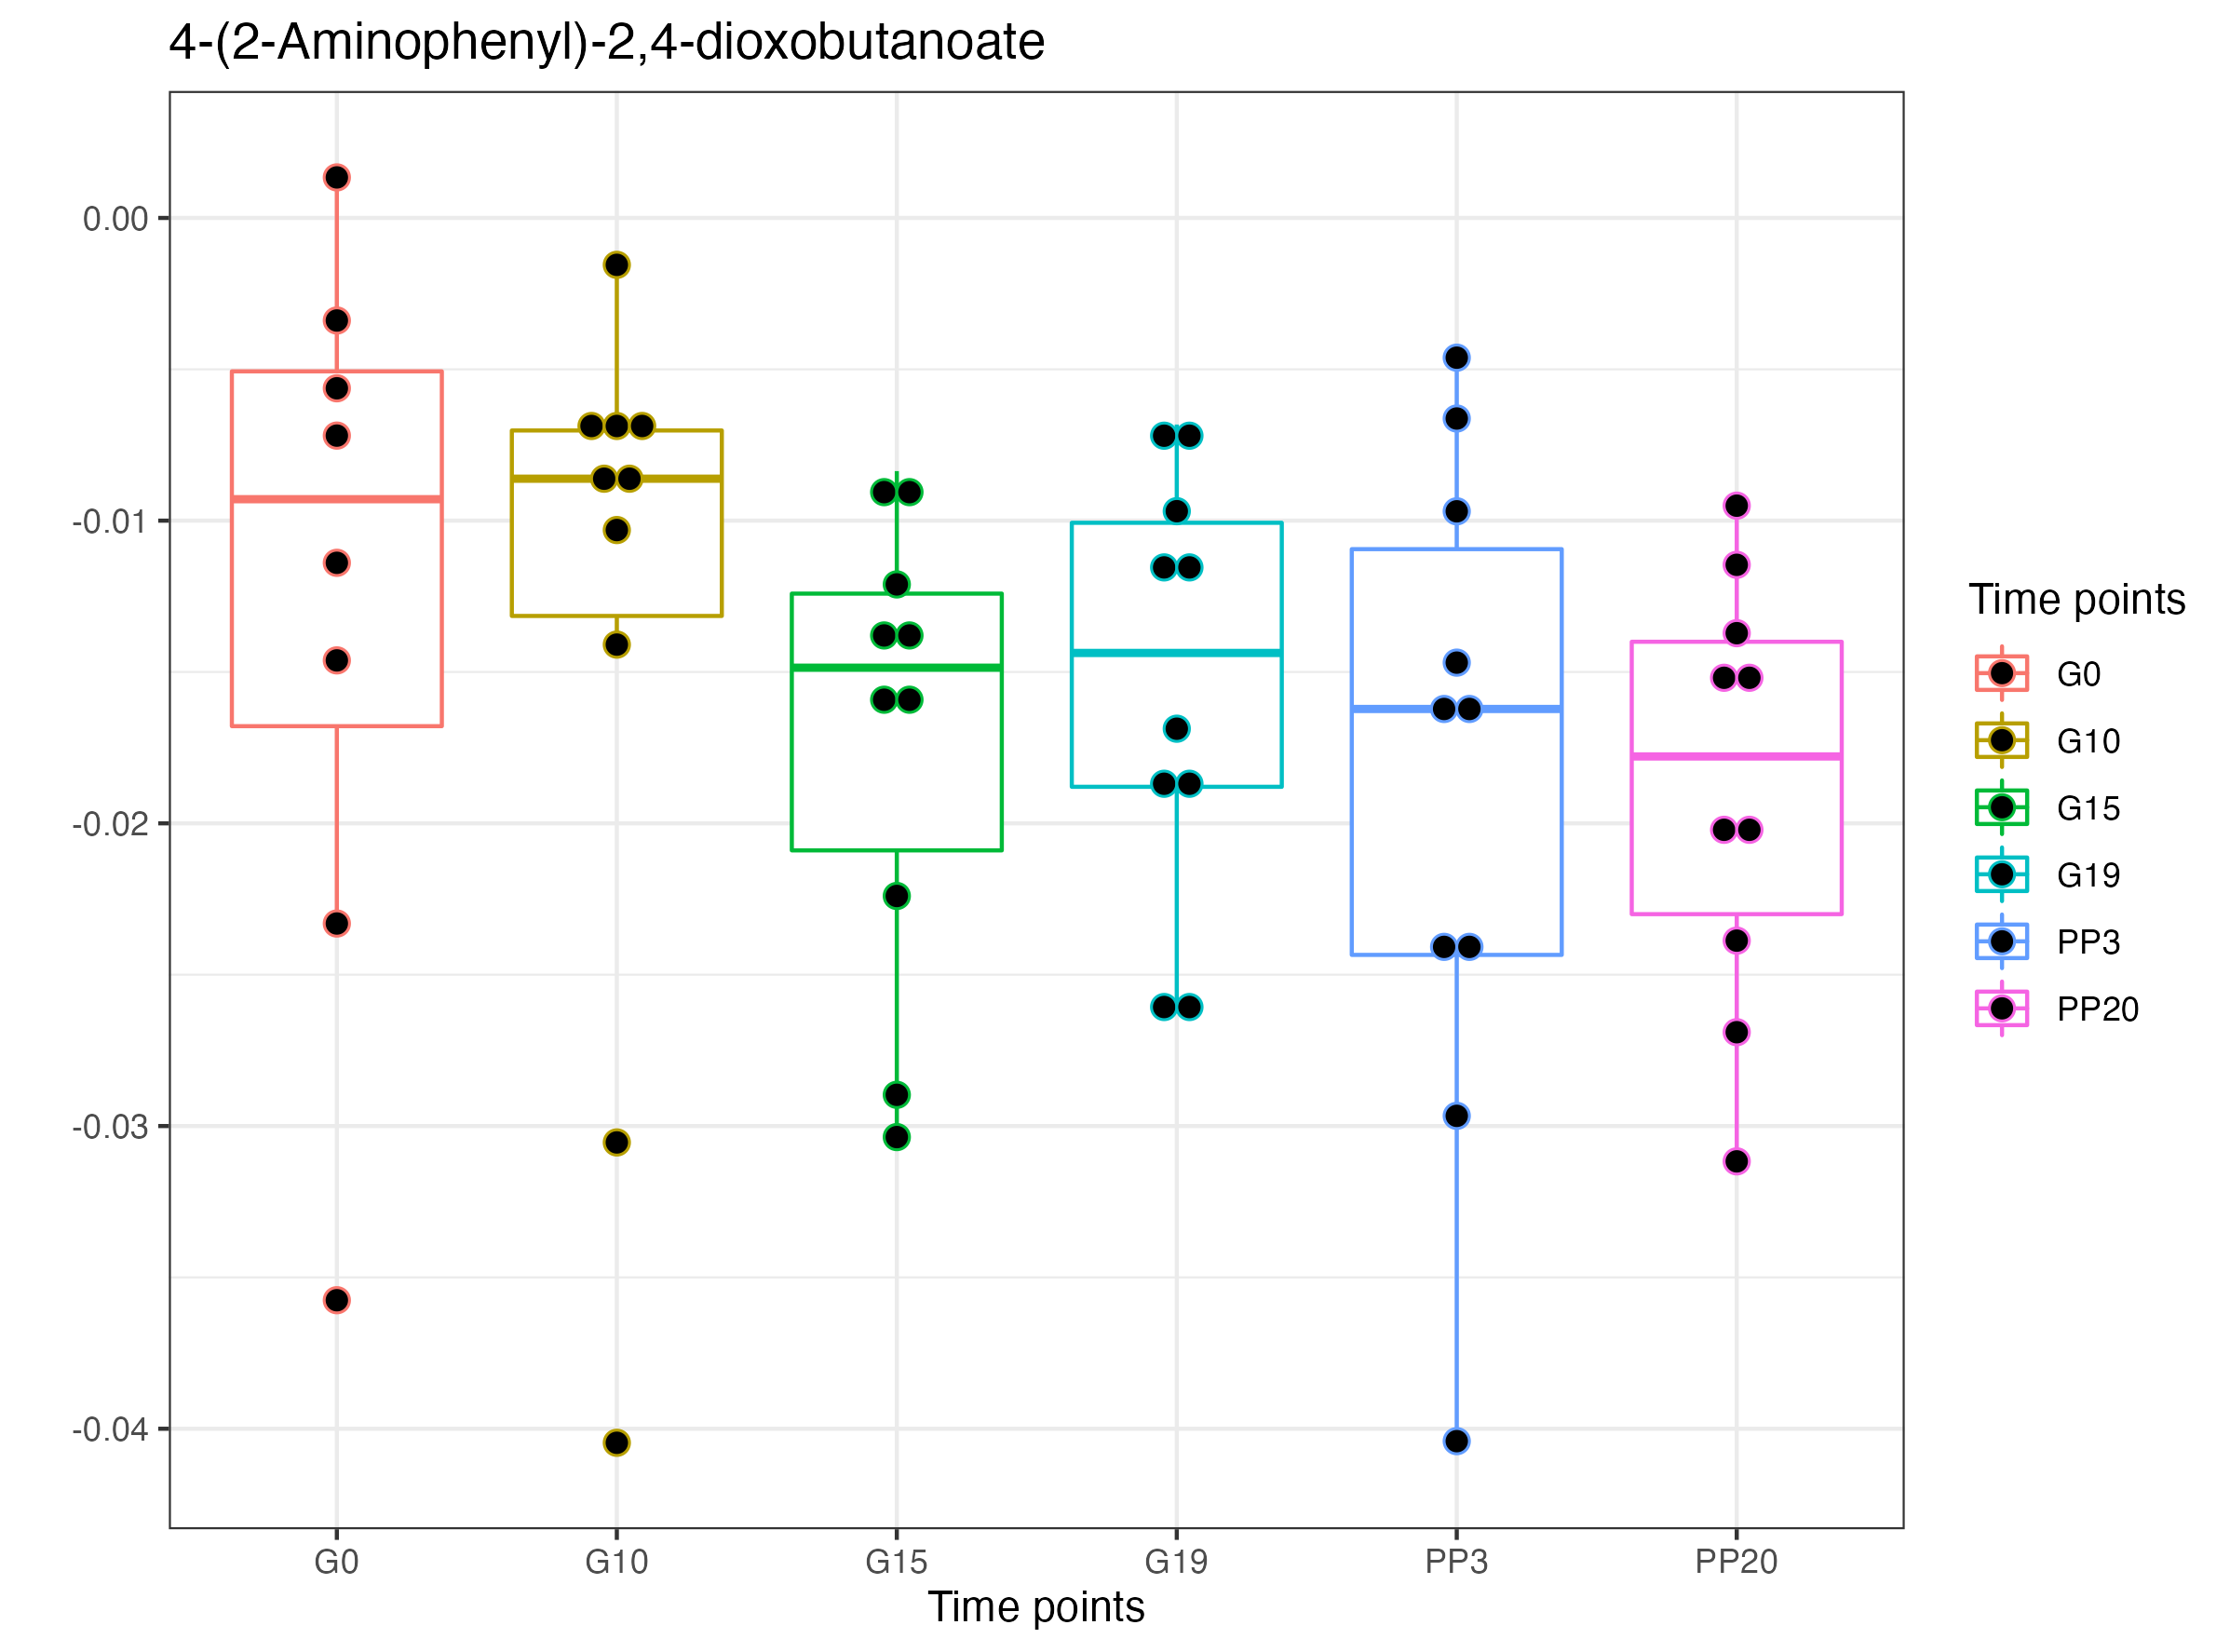 4-(2-Aminophenyl)-2,4-dioxobutanoate
0.00
-0.01
-0.02
-0.03
-0.04
G0 G10 G15 G19 PP3 PP20
Time points
Time points
G0
G10
G15
G19
PP3
PP20